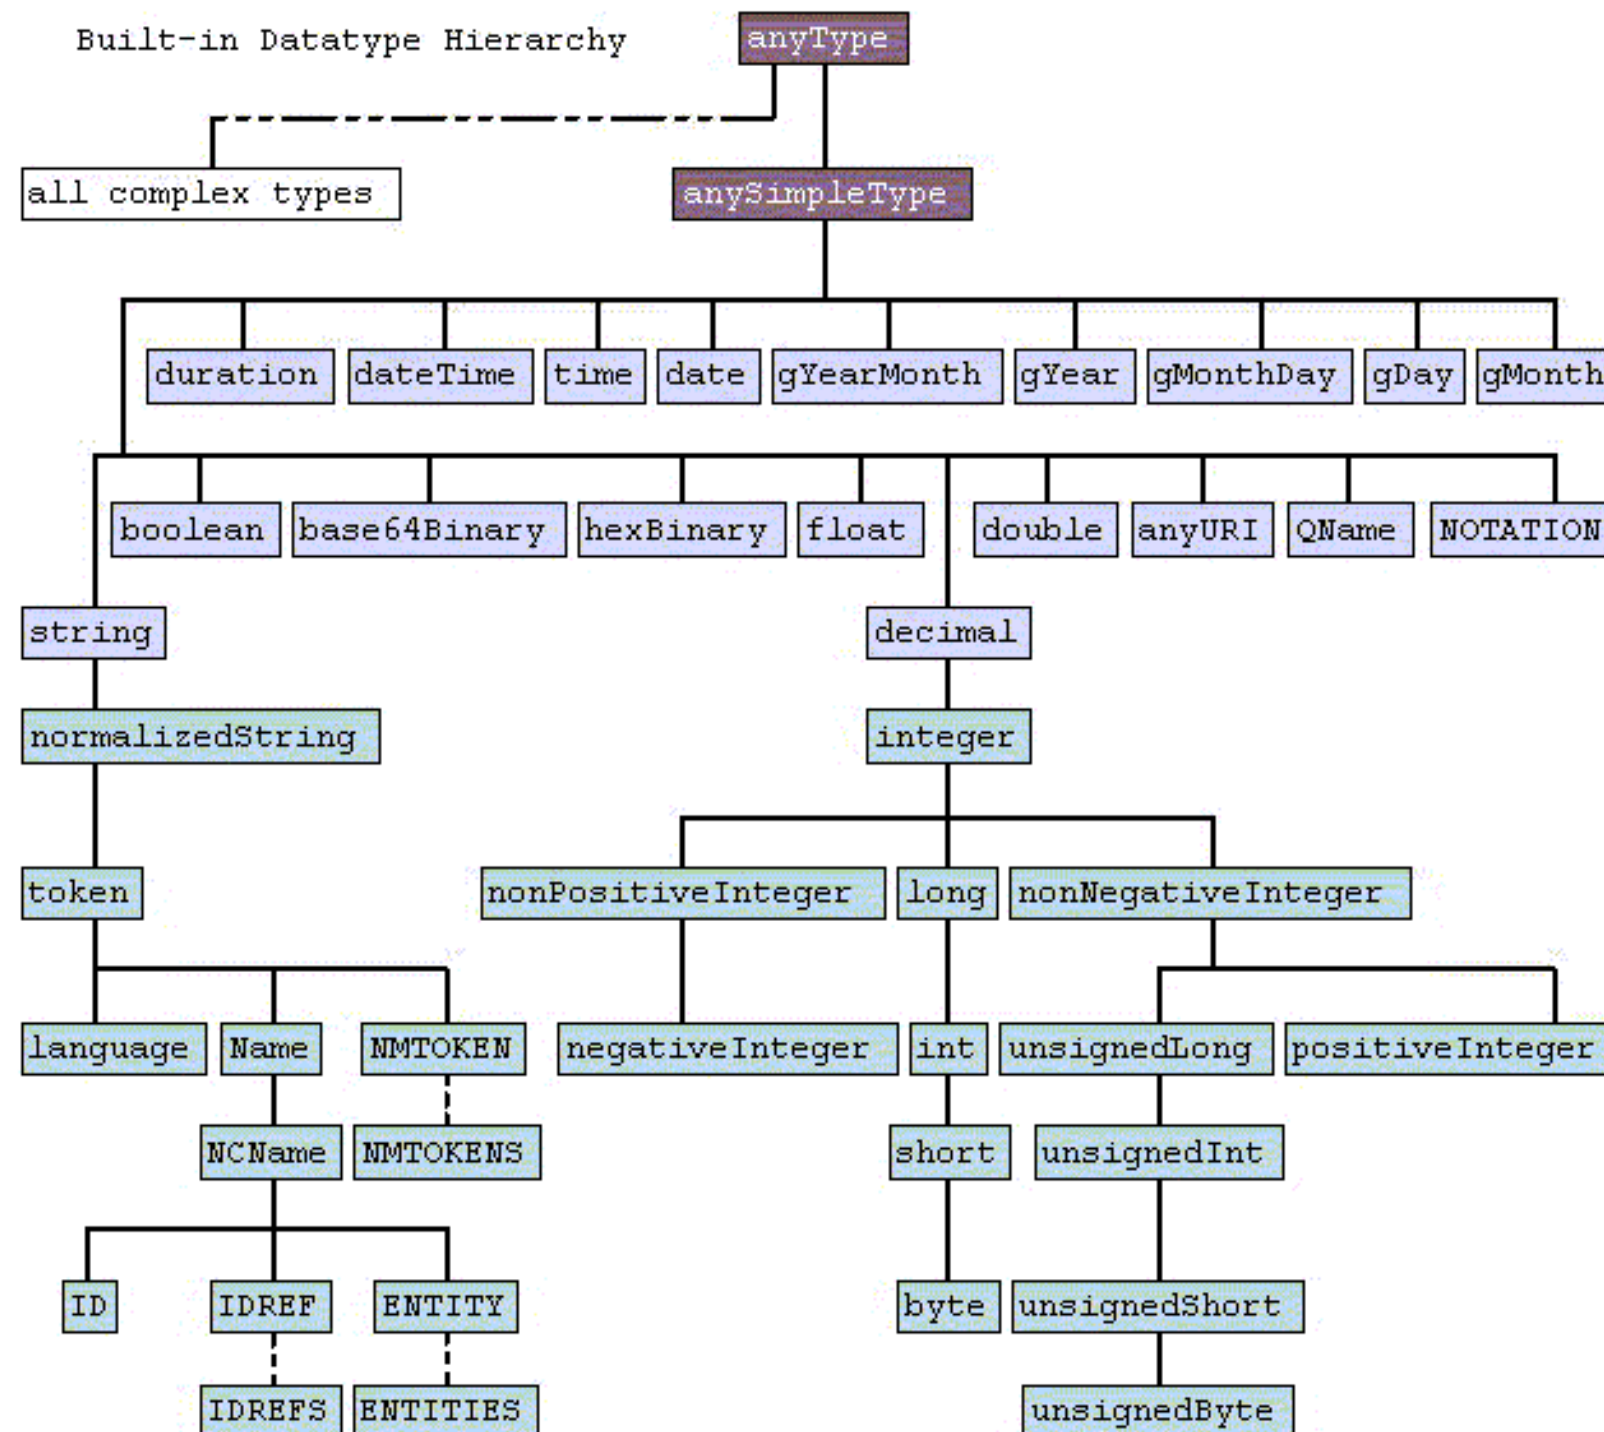 Built-in Datatype Hierarchy anyType
all complex types anySimpleType
duration dateTime time date gYearMonth gYear gMonthDay gDay gMonth
boolean base64Binary hexBinary float double anyURI QName NOTATION
string decimal
normalizedString integer
token nonPositiveInteger long nonNegativeInteger
language Name NMTOKEN negativeInteger int unsignedLong positiveInteger
NCName NMTOKENS short unsignedInt
ID IDREF ENTITY byte unsignedShort
IDREFS ENTITIES unsignedByte